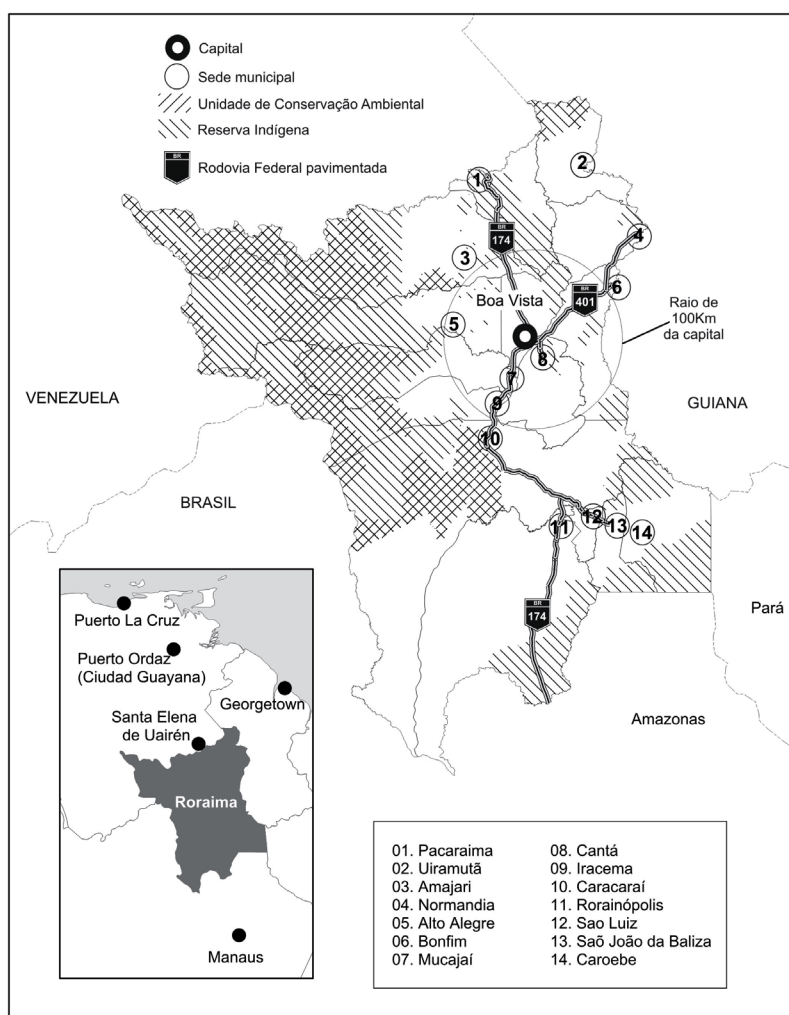 Capital
Sede municipal
Unidade de Conservação Ambiental
Reserva Indígena
BR
Rodovia Federal pavimentada
2
1
BR
174
4
3
Boa Vista
BR
401
6
Raio de
100Km
da capital
5
8
7
9
VENEZUELA
GUIANA
10
BRASIL
11
12
13
14
BR
174
Pará
Amazonas
Puerto La Cruz
Puerto Ordaz
(Ciudad Guayana)
Georgetown
Santa Elena
de Uairén
Roraima
Manaus
01. Pacaraima
02. Uiramutã
03. Amajari
04. Normandia
05. Alto Alegre
06. Bonfim
07. Mucajaí
08. Cantá
09. Iracema
10. Caracaraí
11. Rorainópolis
12. Sao Luiz
13. Saõ João da Baliza
14. Caroebe